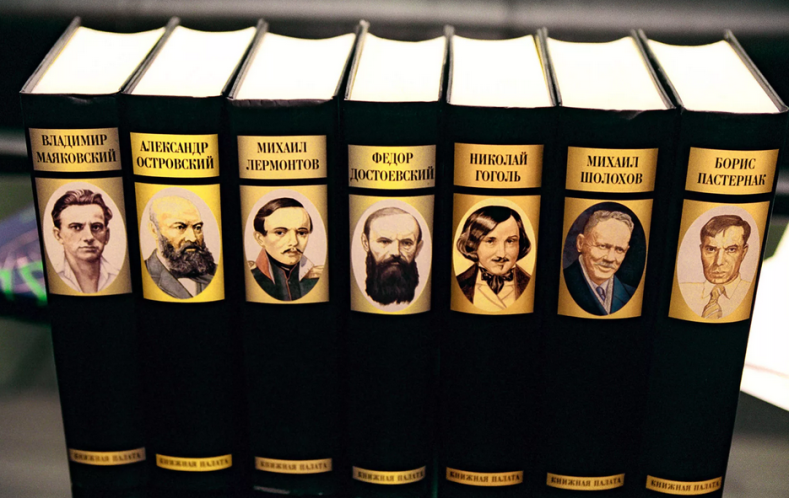 ВЛАДИМИР
МАЯКОВСКИЙ
АЛЕКСАНДР
ОСТРОВСКИЙ
МИХАИЛ
ЛЕРМОНТОВ
ФЕДОР
ДОСТОЕВСКИЙ
НИКОЛАЙ
ГОГОЛЬ
МИХАИЛ
ШОЛОХОВ
БОРИС
ПАСТЕРНАК
КНИЖНАЯ ПАЛАТА
КНИЖНАЯ ПАЛАТА
КНИЖНАЯ ПАЛАТА
КНИЖНАЯ ПАЛАТА
КНИЖНАЯ ПАЛАТА
КНИЖНАЯ ПАЛАТА
КНИЖНАЯ ПАЛАТА